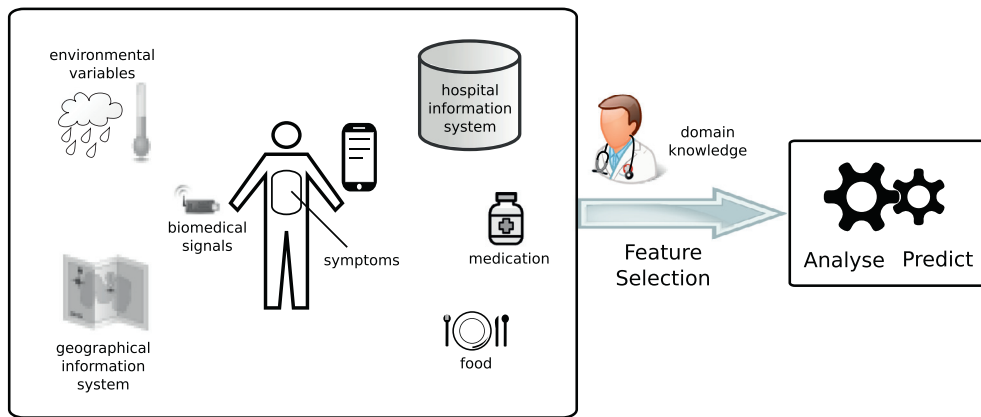 environmental
variables
hospital
information
system
biomedical
signals
symptoms
medication
geographical
information
system
food
domain
knowledge
Feature
Selection
Analyse Predict